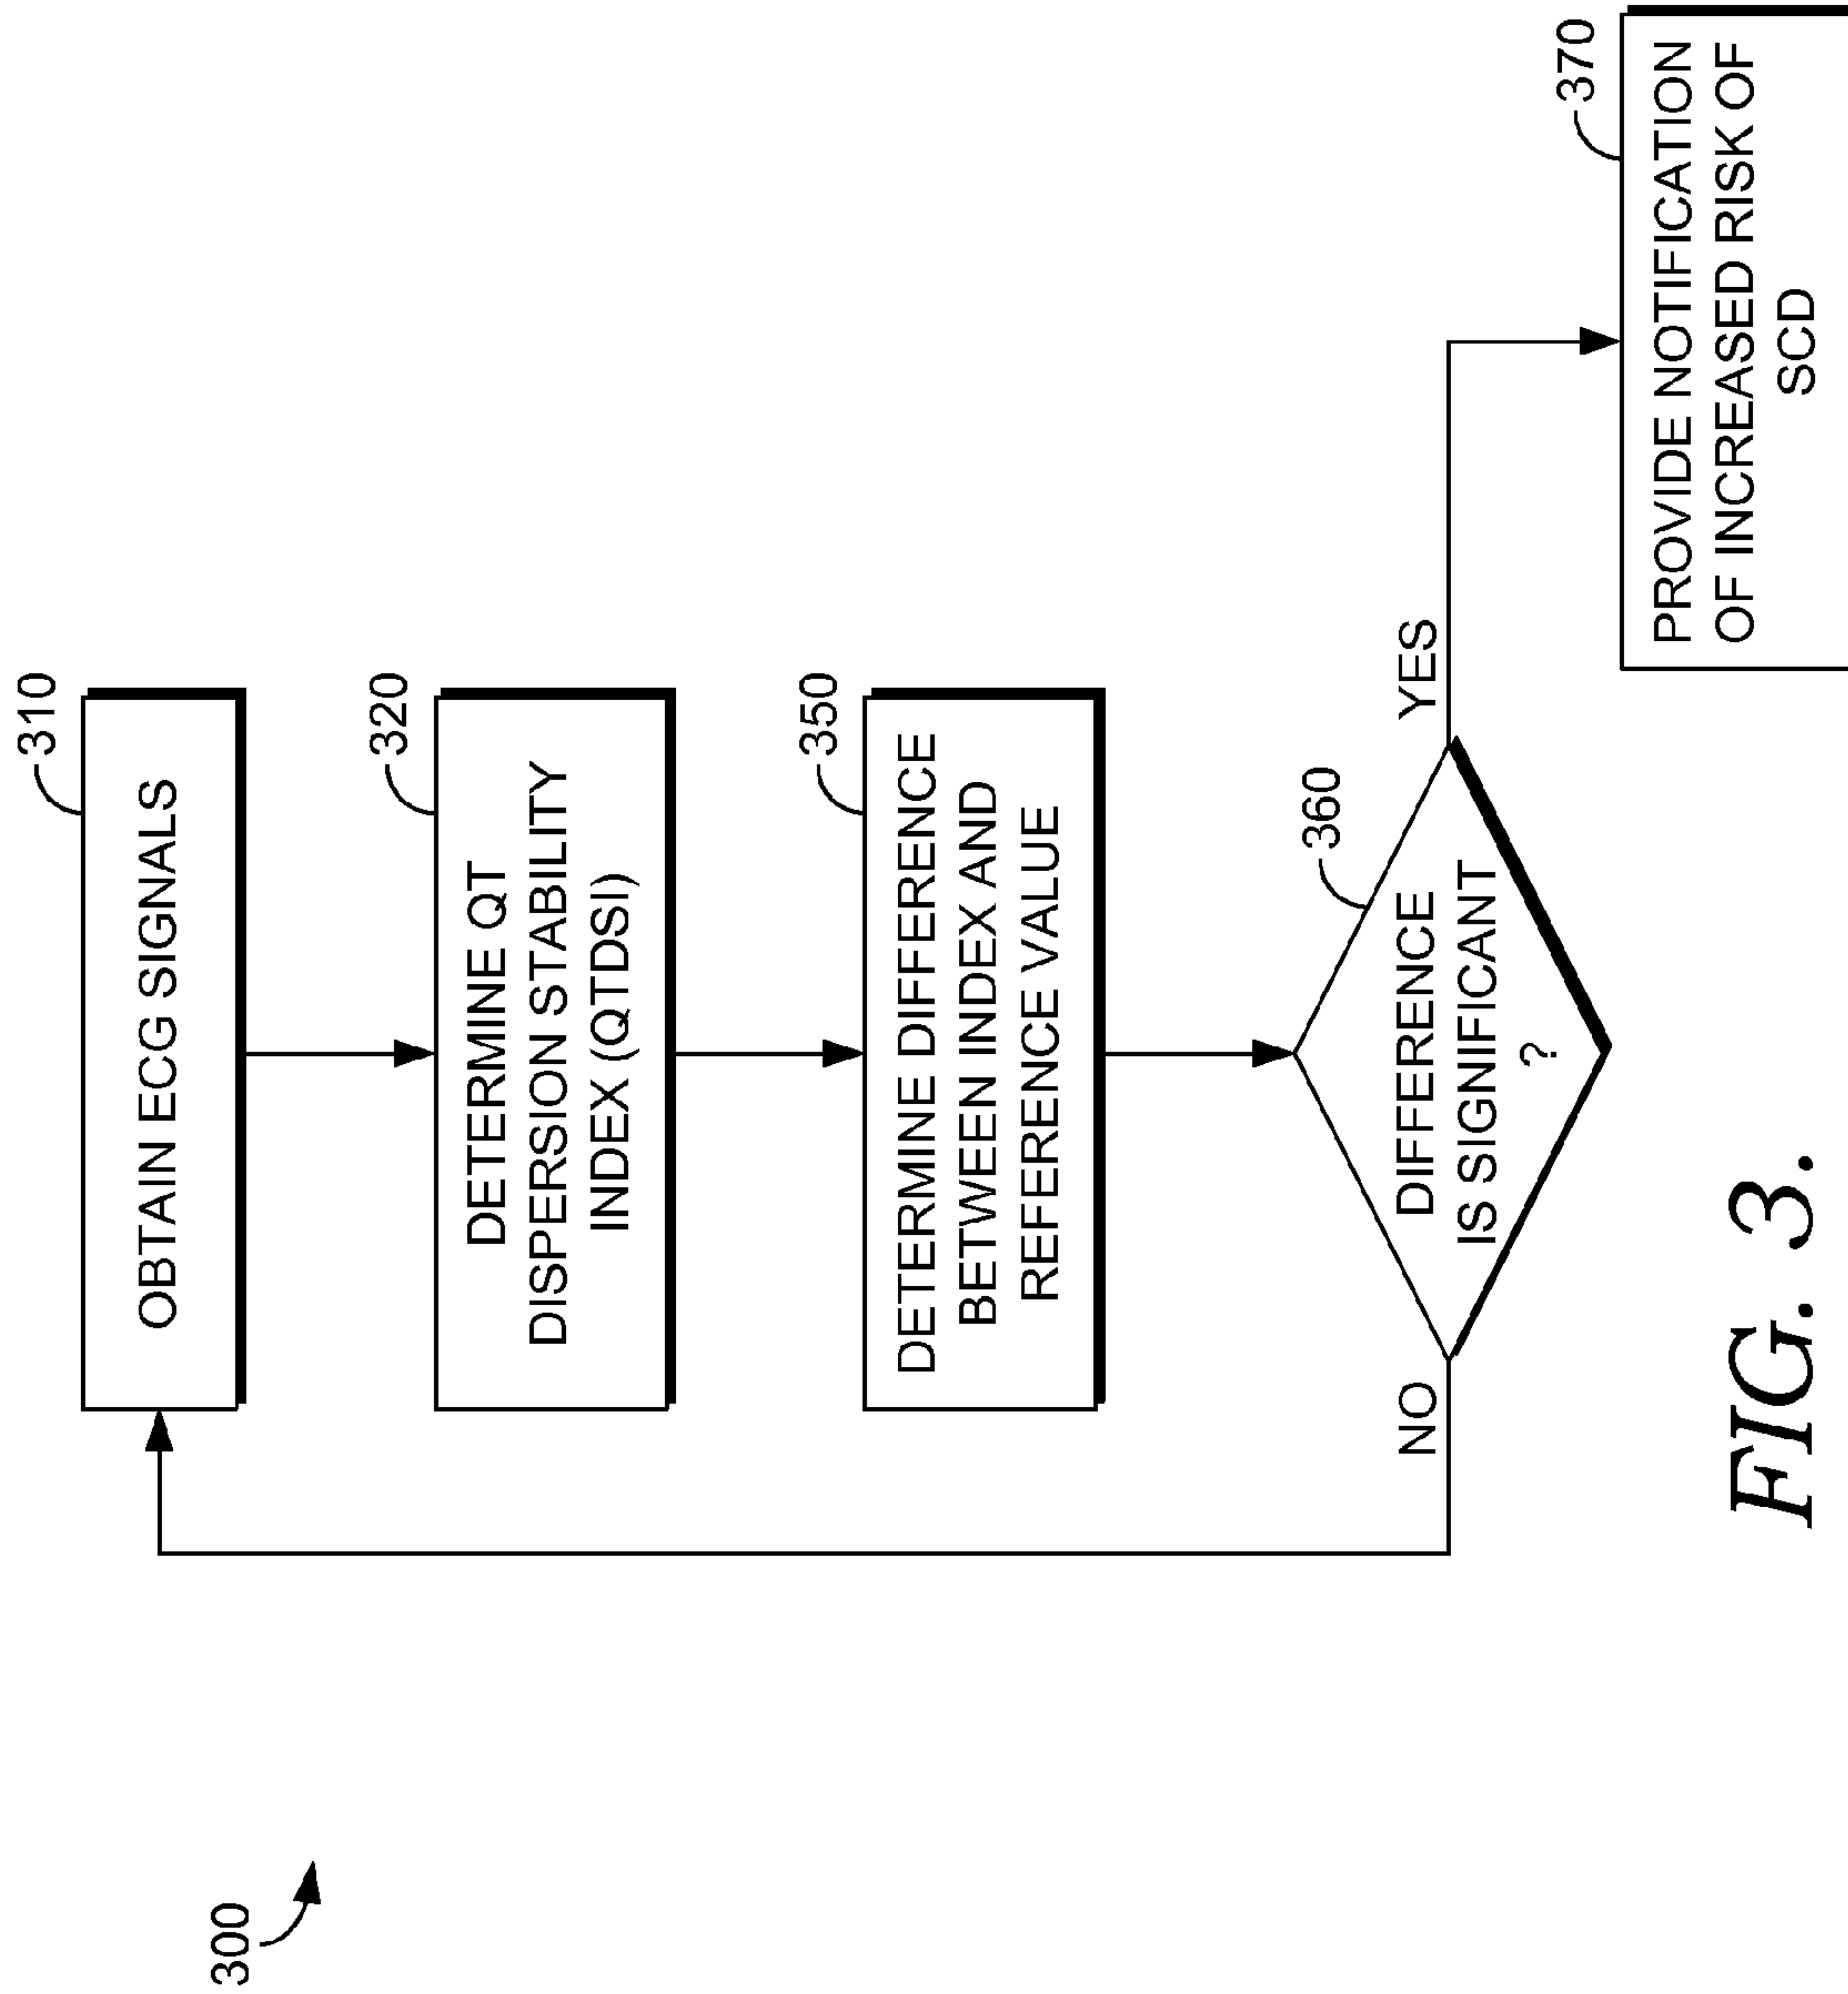 300
310
OBTAIN ECG SIGNALS
320
DETERMINE QT
DISPERSION STABILITY
INDEX (QTDSI)
350
DETERMINE DIFFERENCE
BETWEEN INDEX AND
REFERENCE VALUE
360
DIFFERENCE
IS SIGNIFICANT
?
NO
YES
370
PROVIDE NOTIFICATION
OF INCREASED RISK OF
SCD
FIG. 3.